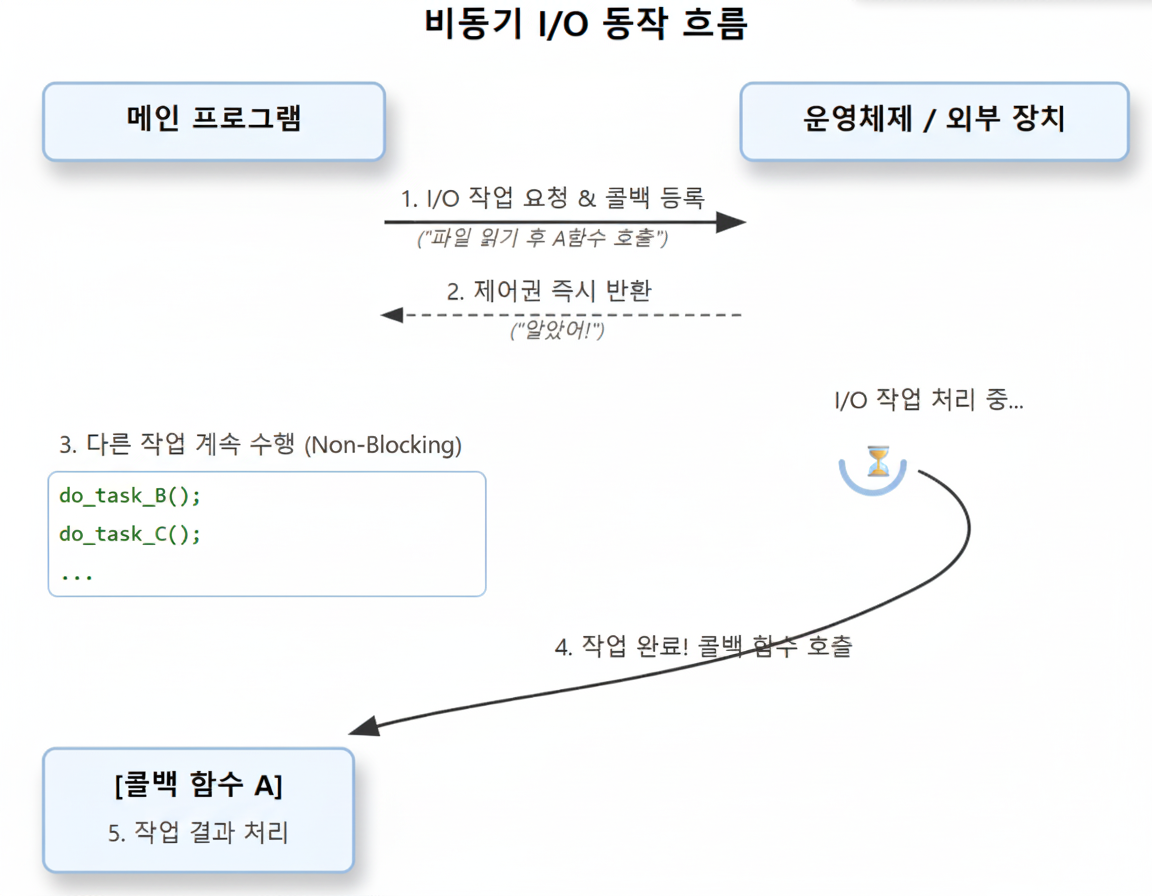 비동기 I/O 동작 흐름
메인 프로그램
운영체제 / 외부 장치
1. I/O 작업 요청 & 콜백 등록
("파일 읽기 후 A함수 호출")
2. 제어권 즉시 반환
("알았어!")
I/O 작업 처리 중...
3. 다른 작업 계속 수행 (Non-Blocking)
do_task_B();
do_task_C();
...
4. 작업 완료! 콜백 함수 호출
[콜백 함수 A]
5. 작업 결과 처리